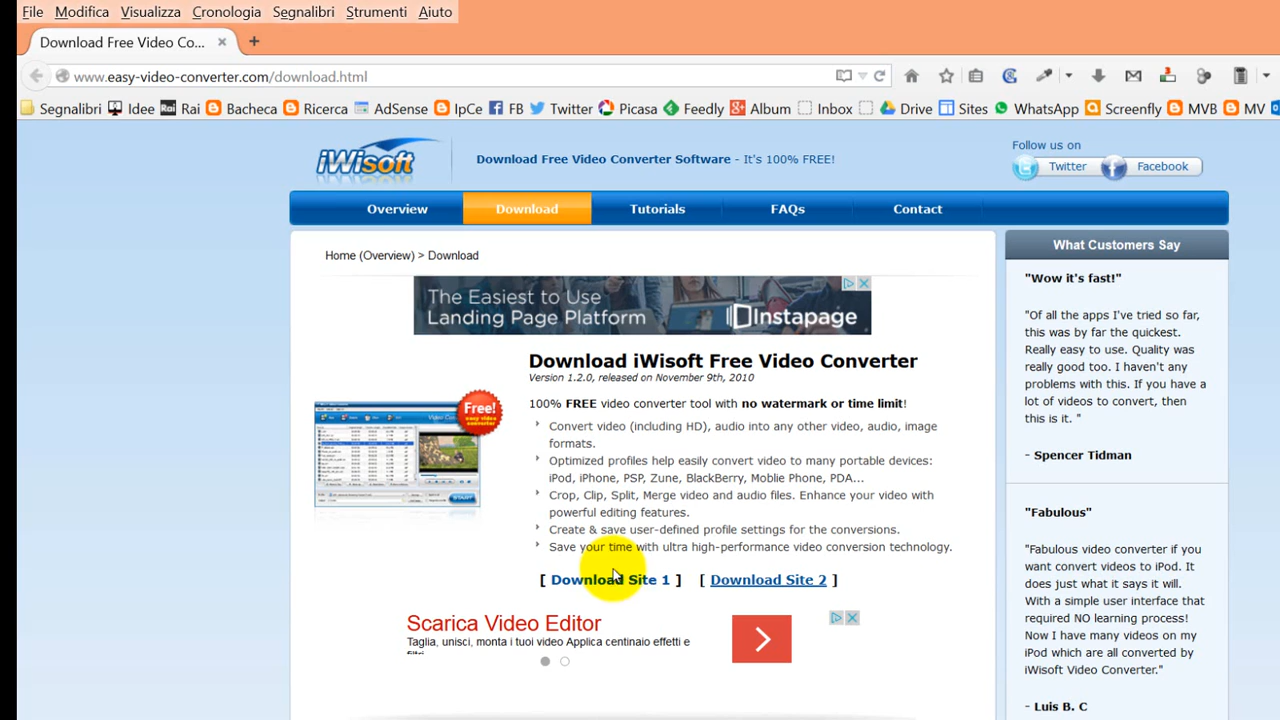 File Modifica Visualizza Cronologia Segnalibri Strumenti Aiuto
Download Free Video Co...
www.easy-video-converter.com/download.html
Segnalibri Idee Rai Rai Bacheca Ricerca AdSense IpCe FB Twitter Picasa Feedly Album Inbox Drive Sites WhatsApp Screenfly MVB MV
iWisoft
Download Free Video Converter Software - It's 100% FREE!
Follow us on
Twitter Facebook
Overview Download Tutorials FAQs Contact
Home (Overview) > Download
The Easiest to Use
Landing Page Platform
Instapage
Download iWisoft Free Video Converter
Version 1.2.0, released on November 9th, 2010
Free!
easy video
converter
START
100% FREE video converter tool with no watermark or time limit!
Convert video (including HD), audio into any other video, audio, image
formats.
Optimized profiles help easily convert video to many portable devices:
iPod, iPhone, PSP, Zune, BlackBerry, Moblie Phone, PDA...
Crop, Clip, Split, Merge video and audio files. Enhance your video with
powerful editing features.
Create & save user-defined profile settings for the conversions.
Save your time with ultra high-performance video conversion technology.
[ Download Site 1 ] [ Download Site 2 ]
Scarica Video Editor
Taglia, unisci, monta i tuoi video Applica centinaio effetti e
What Customers Say
"Wow it's fast!"
"Of all the apps I've tried so far,
this was by far the quickest.
Really easy to use. Quality was
really good too. I haven't any
problems with this. If you have a
lot of videos to convert, then
this is it. "
- Spencer Tidman
"Fabulous"
"Fabulous video converter if you
want convert videos to iPod. It
does just what it says it will.
With a simple user interface that
required NO learning process!
Now I have many videos on my
iPod which are all converted by
iWisoft Video Converter."
- Luis B. C